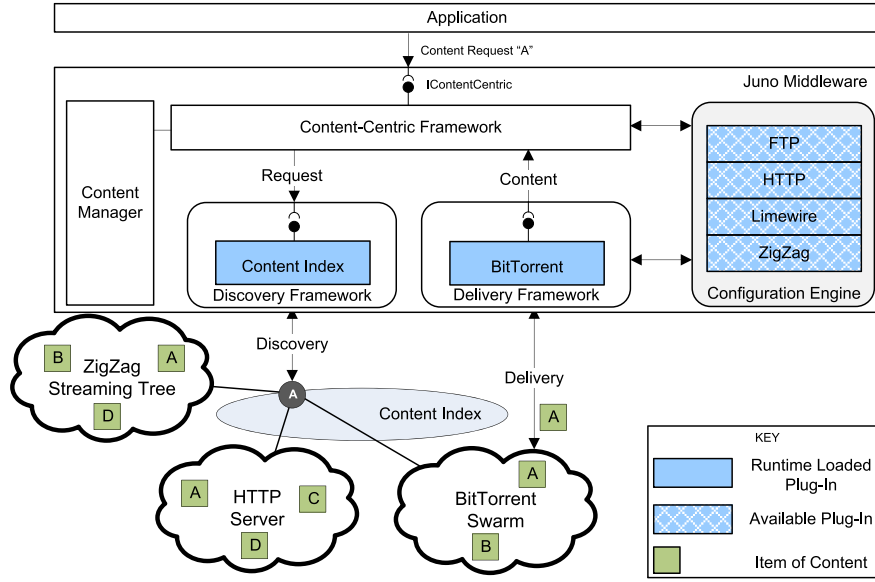 Application
Content Request “A”
Juno Middleware
IContentCentric
Content-Centric Framework
Content
Manager
Request
Content
FTP
HTTP
Limewire
ZigZag
Configuration Engine
Content Index
Discovery Framework
BitTorrent
Delivery Framework
Discovery
Delivery
B
ZigZag
Streaming Tree
A
D
A
Content Index
A
A
HTTP
Server
C
D
A
BitTorrent
Swarm
B
KEY
Runtime Loaded
Plug-In
Available Plug-In
Item of Content